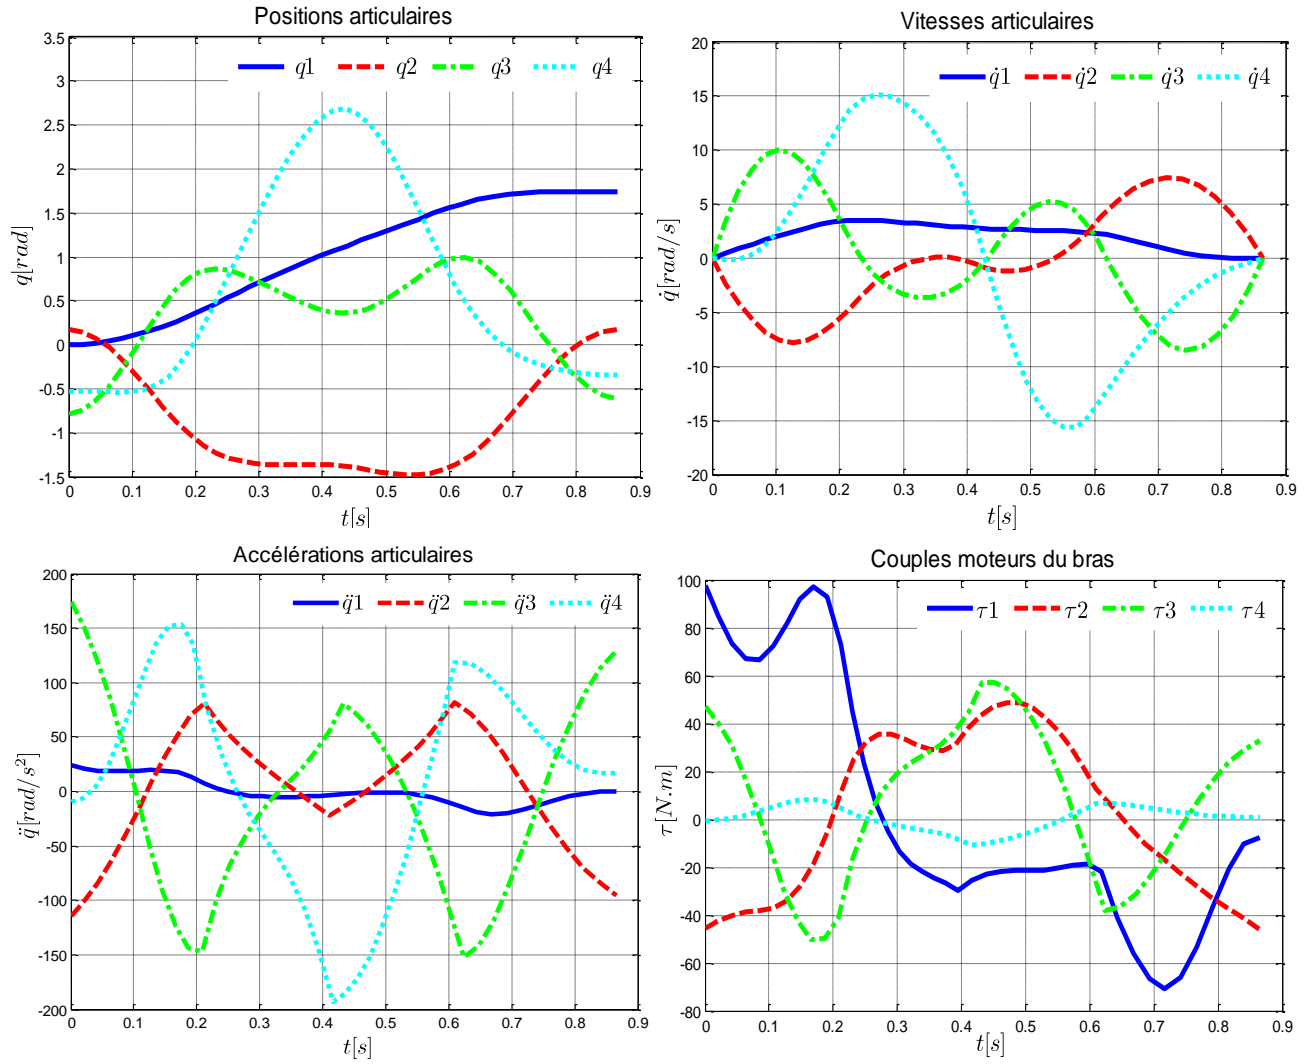 Positions articulaires
q1 q2 q3 q4
q[rad]
3.5
3
2.5
2
1.5
1
0.5
0
-0.5
-1
-1.5
0 0.1 0.2 0.3 0.4 0.5 0.6 0.7 0.8 0.9
t[s]
Vitesses articulaires
q̇1 q̇2 q̇3 q̇4
q̇[rad/s]
20
15
10
5
0
-5
-10
-15
-20
0 0.1 0.2 0.3 0.4 0.5 0.6 0.7 0.8 0.9
t[s]
Accélérations articulaires
q̈1 q̈2 q̈3 q̈4
q̈[rad/s²]
200
150
100
50
0
-50
-100
-150
-200
0 0.1 0.2 0.3 0.4 0.5 0.6 0.7 0.8 0.9
t[s]
Couples moteurs du bras
τ1 τ2 τ3 τ4
τ[N.m]
100
80
60
40
20
0
-20
-40
-60
-80
0 0.1 0.2 0.3 0.4 0.5 0.6 0.7 0.8 0.9
t[s]